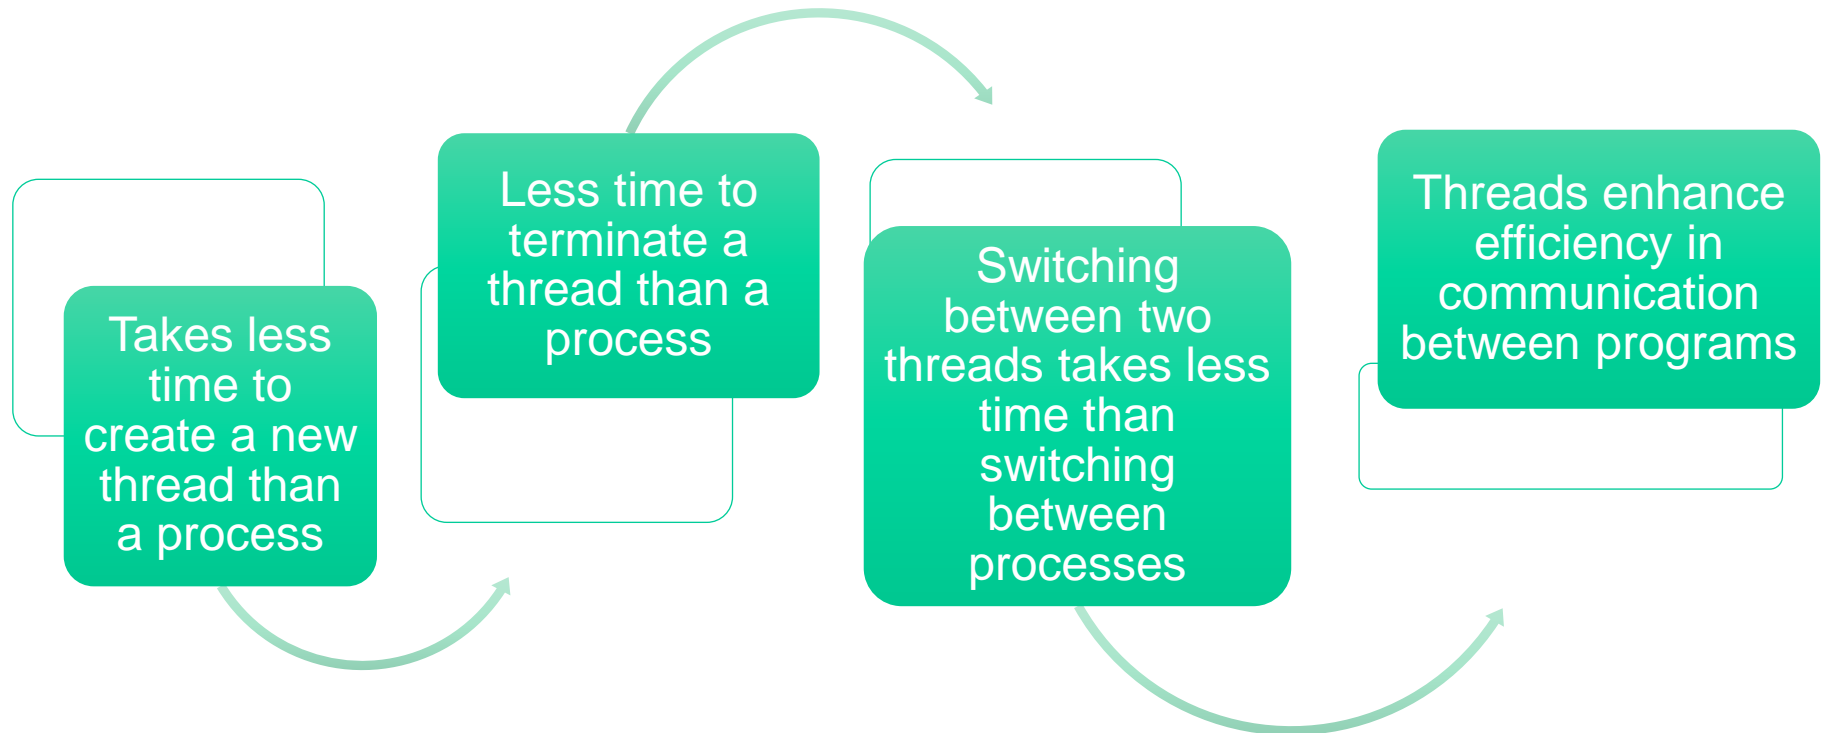 Takes less
time to
create a new
thread than
a process
Less time to
terminate a
thread than a
process
Switching
between two
threads takes less
time than
switching
between
processes
Threads enhance
efficiency in
communication
between programs